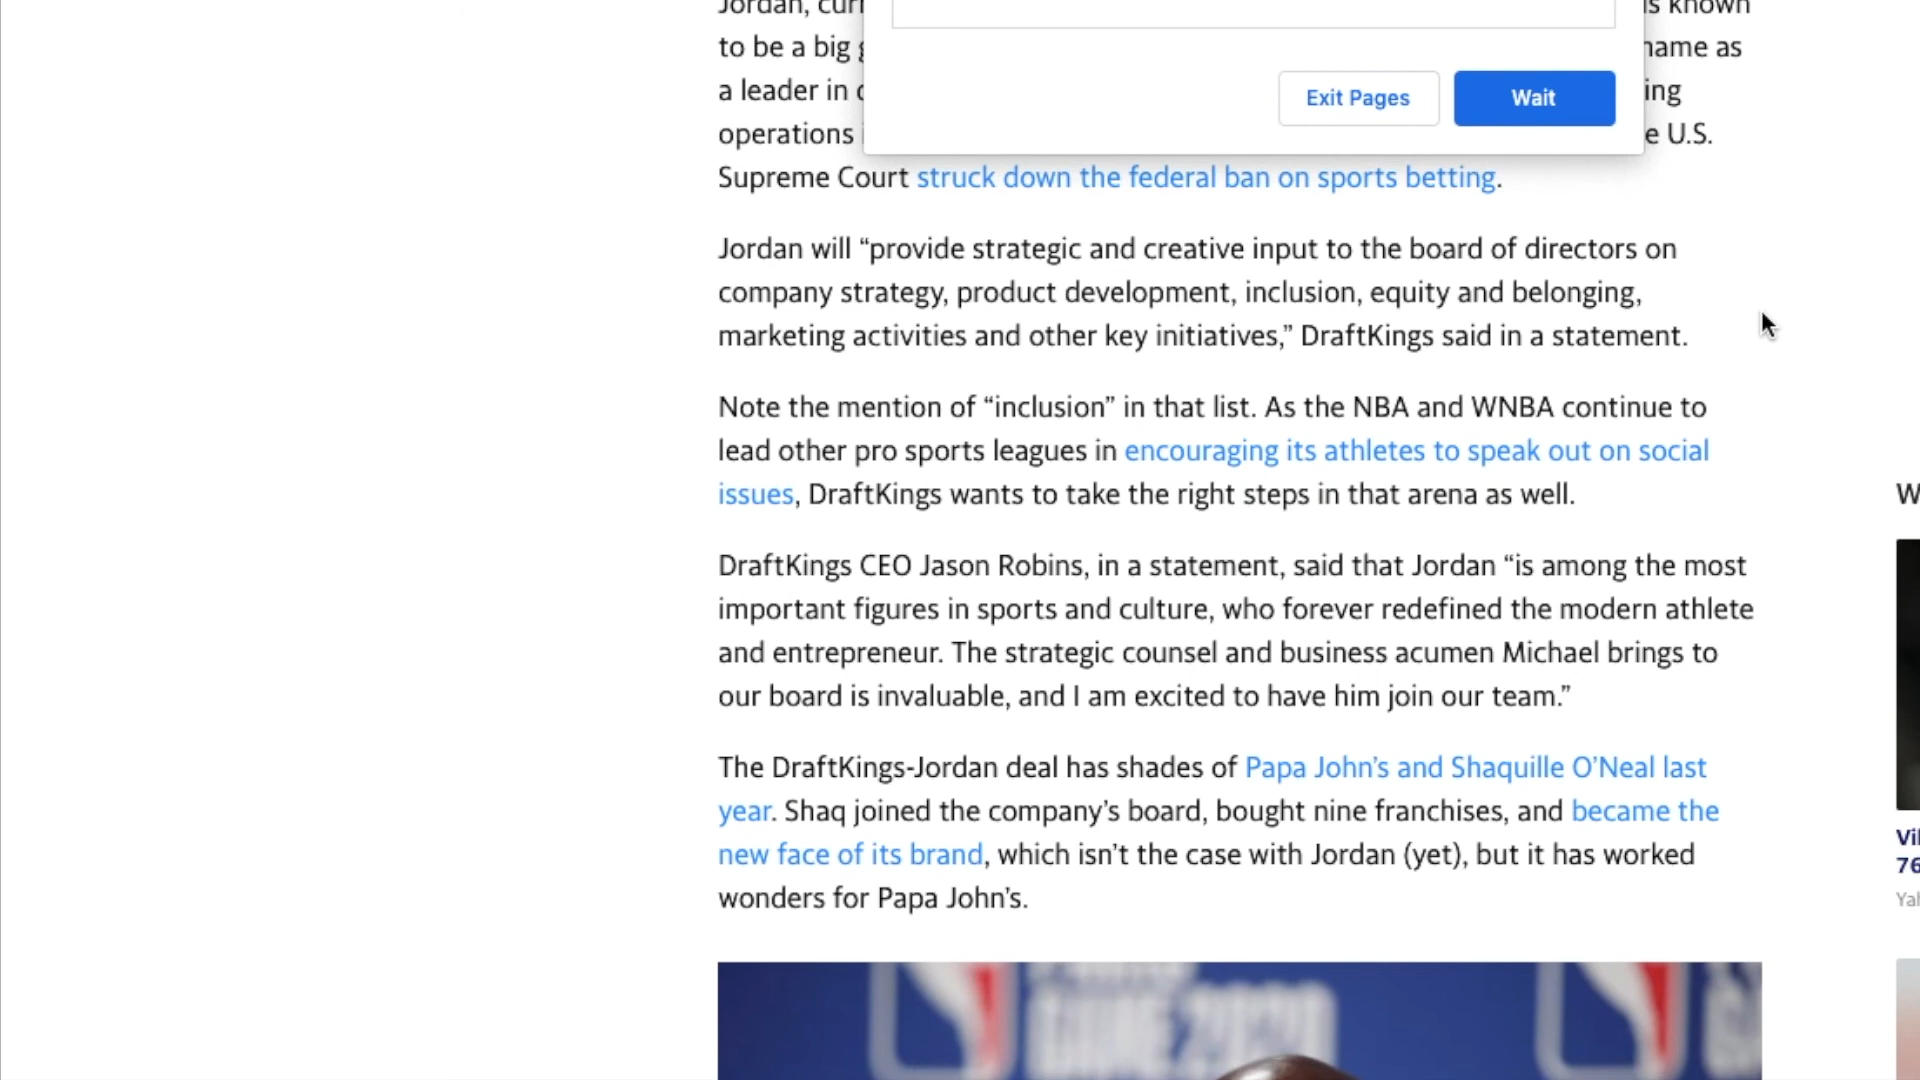 Jordan, curr
s known
to be a big g
name as
a leader in
ing
operations
e U.S.
Exit Pages
Wait
Supreme Court struck down the federal ban on sports betting.
Jordan will “provide strategic and creative input to the board of directors on
company strategy, product development, inclusion, equity and belonging,
marketing activities and other key initiatives,” DraftKings said in a statement.
Note the mention of “inclusion” in that list. As the NBA and WNBA continue to
lead other pro sports leagues in encouraging its athletes to speak out on social
issues, DraftKings wants to take the right steps in that arena as well.
DraftKings CEO Jason Robins, in a statement, said that Jordan “is among the most
important figures in sports and culture, who forever redefined the modern athlete
and entrepreneur. The strategic counsel and business acumen Michael brings to
our board is invaluable, and I am excited to have him join our team.”
The DraftKings-Jordan deal has shades of Papa John’s and Shaquille O’Neal last
year. Shaq joined the company’s board, bought nine franchises, and became the
new face of its brand, which isn’t the case with Jordan (yet), but it has worked
wonders for Papa John’s.
GAME 2020
W
Vi
76
Ya